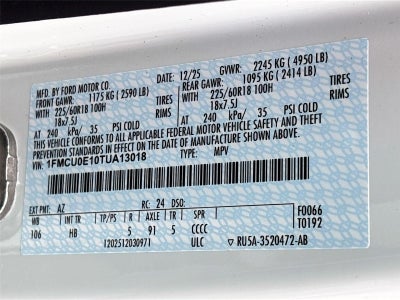 MFD. BY FORD MOTOR CO.
DATE: 12/25 GVWR: 2245 KG ( 4950 LB)
FRONT GAWR: 1175 KG ( 2590 LB) REAR GAWR: 1095 KG ( 2414 LB)
WITH 225/60R18 100H TIRES WITH 225/60R18 100H TIRES
18x7.5J RIMS 18x7.5J RIMS
AT 240 kPa/ 35 PSI COLD AT 240 kPa/ 35 PSI COLD
THIS VEHICLE CONFORMS TO ALL APPLICABLE FEDERAL MOTOR VEHICLE SAFETY AND THEFT
PREVENTION STANDARDS IN EFFECT ON THE DATE OF MANUFACTURE SHOWN ABOVE.
VIN: 1FMCU0E10TUA13018 TYPE: MPV
EXT PNT: AZ RC: 24 DSO: F0066
WB INT TR TP/PS R AXLE TR SPR T0192
106 HB 5 91 5 CCCC
120251203097I ULC RU5A-3520472-AB